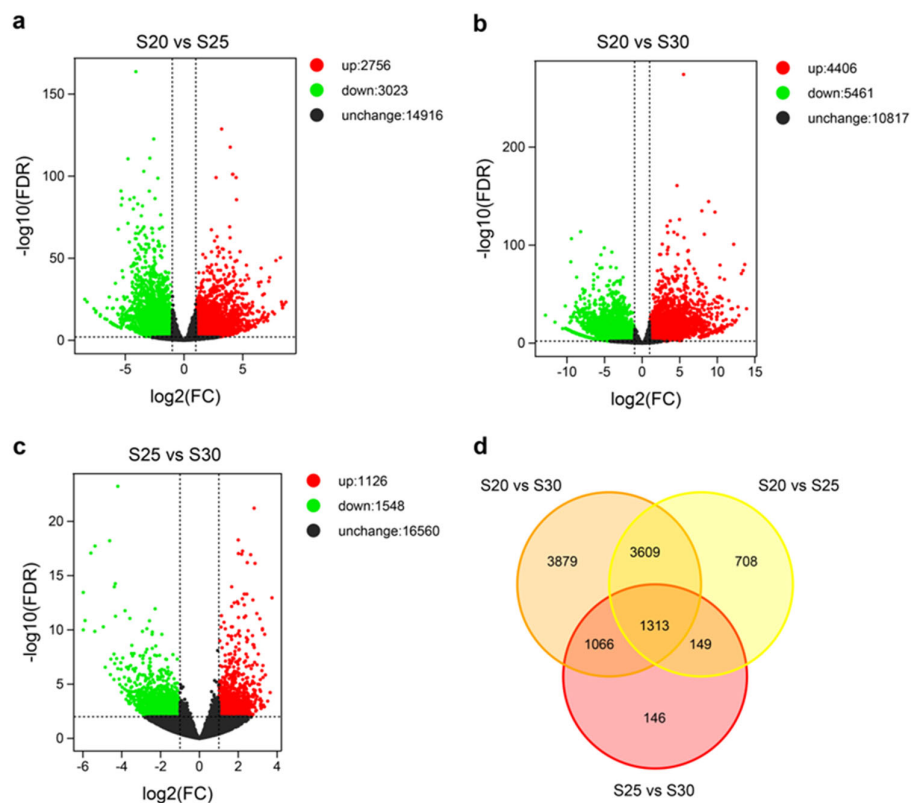 a
S20 vs S25
up:2756
down:3023
unchange:14916
150
100
50
0
-log10(FDR)
-5
0
5
log2(FC)
b
S20 vs S30
up:4406
down:5461
unchange:10817
200
100
0
-log10(FDR)
-10
-5
0
5
10
15
log2(FC)
c
S25 vs S30
up:1126
down:1548
unchange:16560
20
15
10
5
0
-log10(FDR)
-6
-4
-2
0
2
4
log2(FC)
d
S20 vs S30
S20 vs S25
3879
3609
708
1313
1066
149
146
S25 vs S30